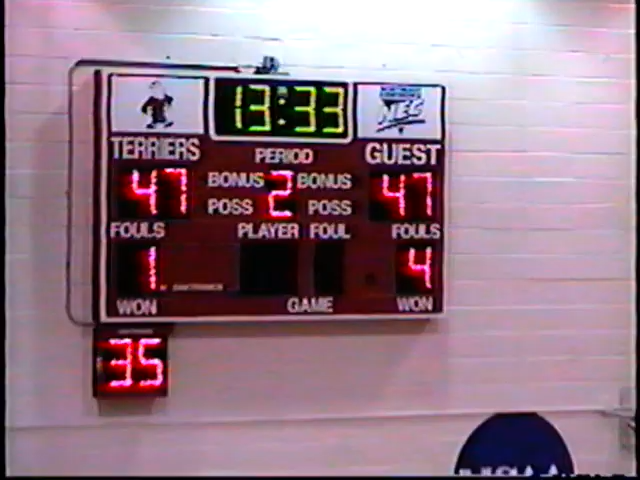 13:33
NEC
TERRIERS PERIOD GUEST
47 BONUS 2 BONUS 47
POSS POSS
FOULS PLAYER FOUL FOULS
1 4
WON GAME WON
35